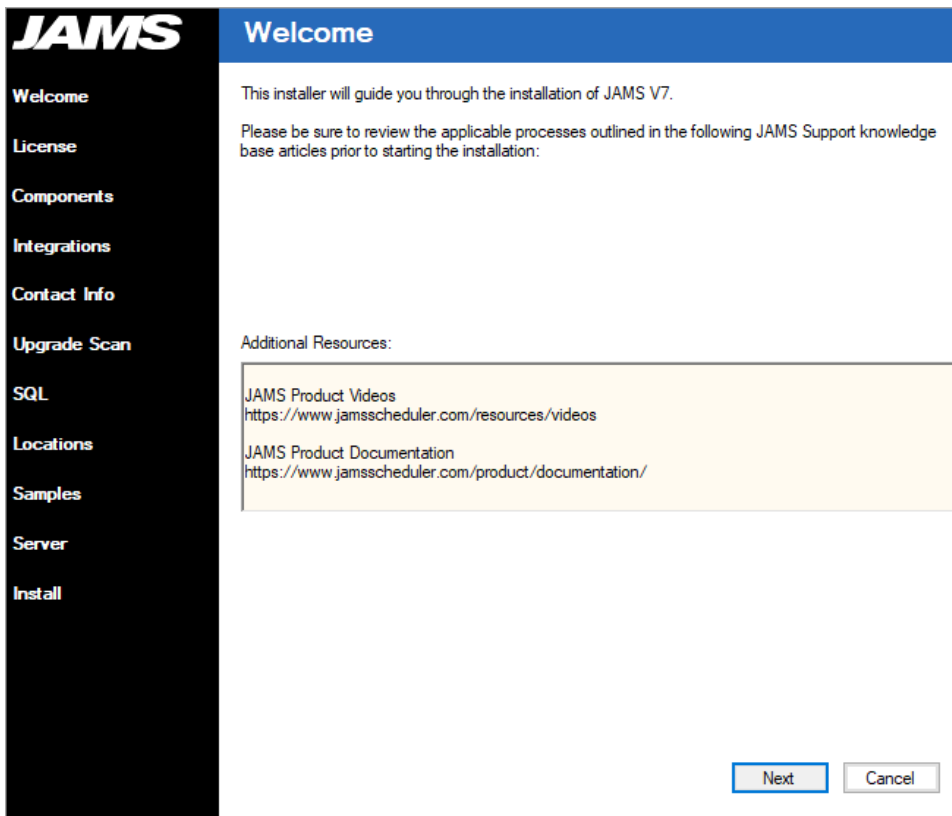 JAMS
Welcome
Welcome
License
Components
Integrations
Contact Info
Upgrade Scan
SQL
Locations
Samples
Server
Install
This installer will guide you through the installation of JAMS V7.
Please be sure to review the applicable processes outlined in the following JAMS Support knowledge
base articles prior to starting the installation:
Additional Resources:
JAMS Product Videos
https://www.jamsscheduler.com/resources/videos
JAMS Product Documentation
https://www.jamsscheduler.com/product/documentation/
Next
Cancel